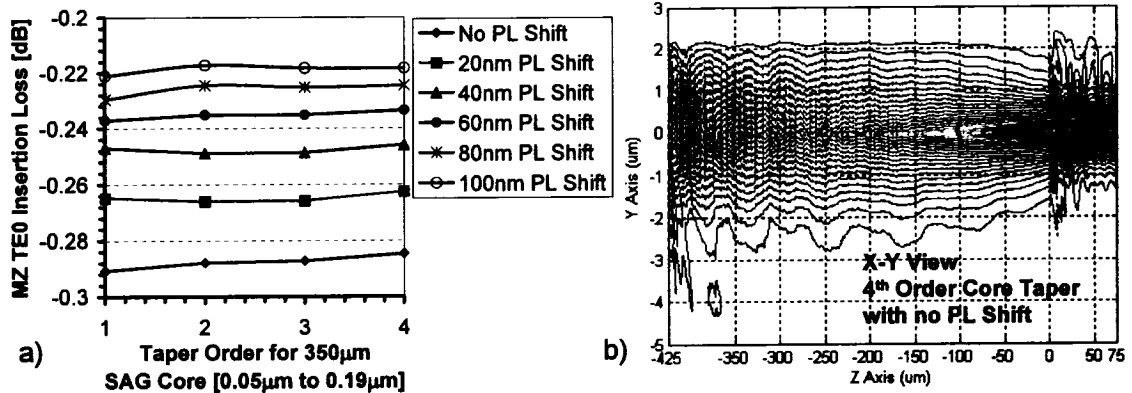 -0.2
-0.22
-0.24
-0.26
-0.28
-0.3
MZ TE0 Insertion Loss [dB]
1
2
3
4
a)
Taper Order for 350µm
SAG Core [0.05µm to 0.19µm]
No PL Shift
20nm PL Shift
40nm PL Shift
60nm PL Shift
80nm PL Shift
100nm PL Shift
3
2
1
0
-1
-2
-3
-4
-5
Y Axis (um)
X-Y View
4th Order Core Taper
with no PL Shift
-425
-350
-300
-250
-200
-150
-100
-50
0
50
75
Z Axis (um)
b)